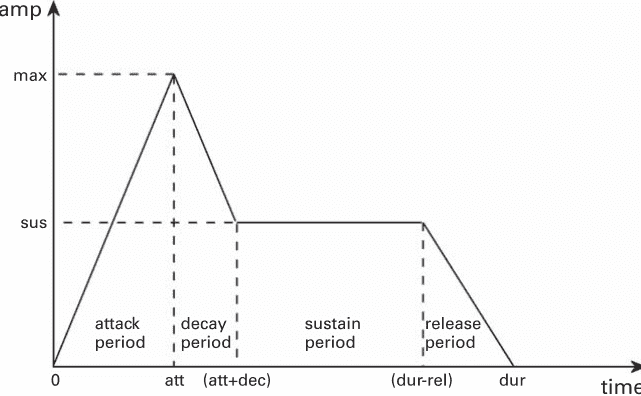 amp
max
sus
attack period
decay period
sustain period
release period
0 att (att+dec) (dur-rel) dur
time